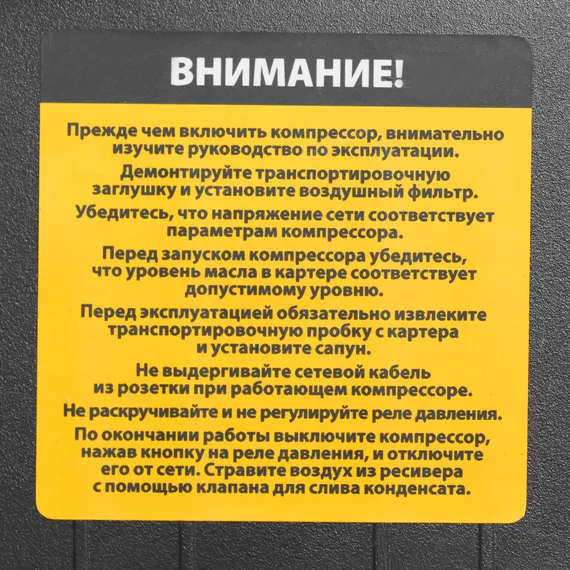 ВНИМАНИЕ!
Прежде чем включить компрессор, внимательно
изучите руководство по эксплуатации.
Демонтируйте транспортировочную
заглушку и установите воздушный фильтр.
Убедитесь, что напряжение сети соответствует
параметрам компрессора.
Перед запуском компрессора убедитесь,
что уровень масла в картере соответствует
допустимому уровню.
Перед эксплуатацией обязательно извлеките
транспортировочную пробку с картера
и установите сапун.
Не выдергивайте сетевой кабель
из розетки при работающем компрессоре.
Не раскручивайте и не регулируйте реле давления.
По окончании работы выключите компрессор,
нажав кнопку на реле давления, и отключите
его от сети. Стравите воздух из ресивера
с помощью клапана для слива конденсата.